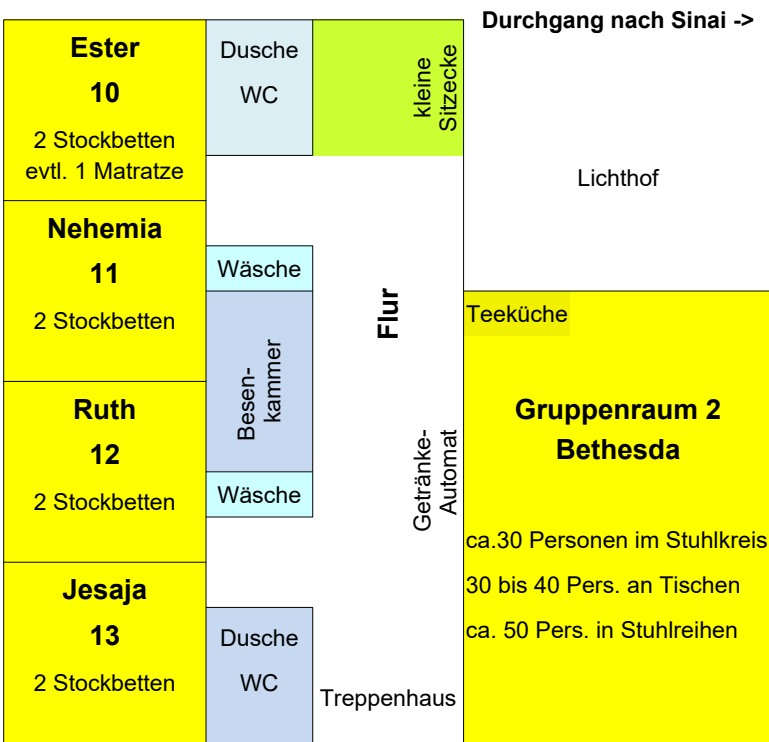 Durchgang nach Sinai ->
Ester
10
2 Stockbetten
evtl. 1 Matratze
Dusche
WC
kleine
Sitzecke
Lichthof
Nehemia
11
2 Stockbetten
Wäsche
Besen-
kammer
Flur
Teeküche
Ruth
12
2 Stockbetten
Wäsche
Getränke-
Automat
Gruppenraum 2
Bethesda
ca.30 Personen im Stuhlkreis
30 bis 40 Pers. an Tischen
ca. 50 Pers. in Stuhlreihen
Jesaja
13
2 Stockbetten
Dusche
WC
Treppenhaus